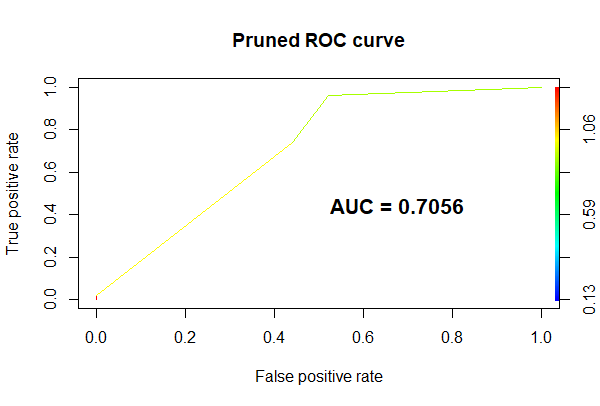 Pruned ROC curve
True positive rate
1.0
0.8
0.6
0.4
0.2
0.0
AUC = 0.7056
1.06
0.59
0.13
0.0 0.2 0.4 0.6 0.8 1.0
False positive rate